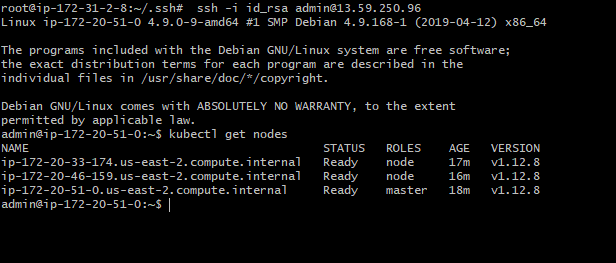 root@ip-172-31-2-8:~/.ssh#  ssh -i id_rsa admin@13.59.250.96
Linux ip-172-20-51-0 4.9.0-9-amd64 #1 SMP Debian 4.9.168-1 (2019-04-12) x86_64
The programs included with the Debian GNU/Linux system are free software;
the exact distribution terms for each program are described in the
individual files in /usr/share/doc/*/copyright.
Debian GNU/Linux comes with ABSOLUTELY NO WARRANTY, to the extent
permitted by applicable law.
admin@ip-172-20-51-0:~$ kubectl get nodes
NAME STATUS ROLES AGE VERSION
ip-172-20-33-174.us-east-2.compute.internal Ready node 17m v1.12.8
ip-172-20-46-159.us-east-2.compute.internal Ready node 16m v1.12.8
ip-172-20-51-0.us-east-2.compute.internal Ready master 18m v1.12.8
admin@ip-172-20-51-0:~$